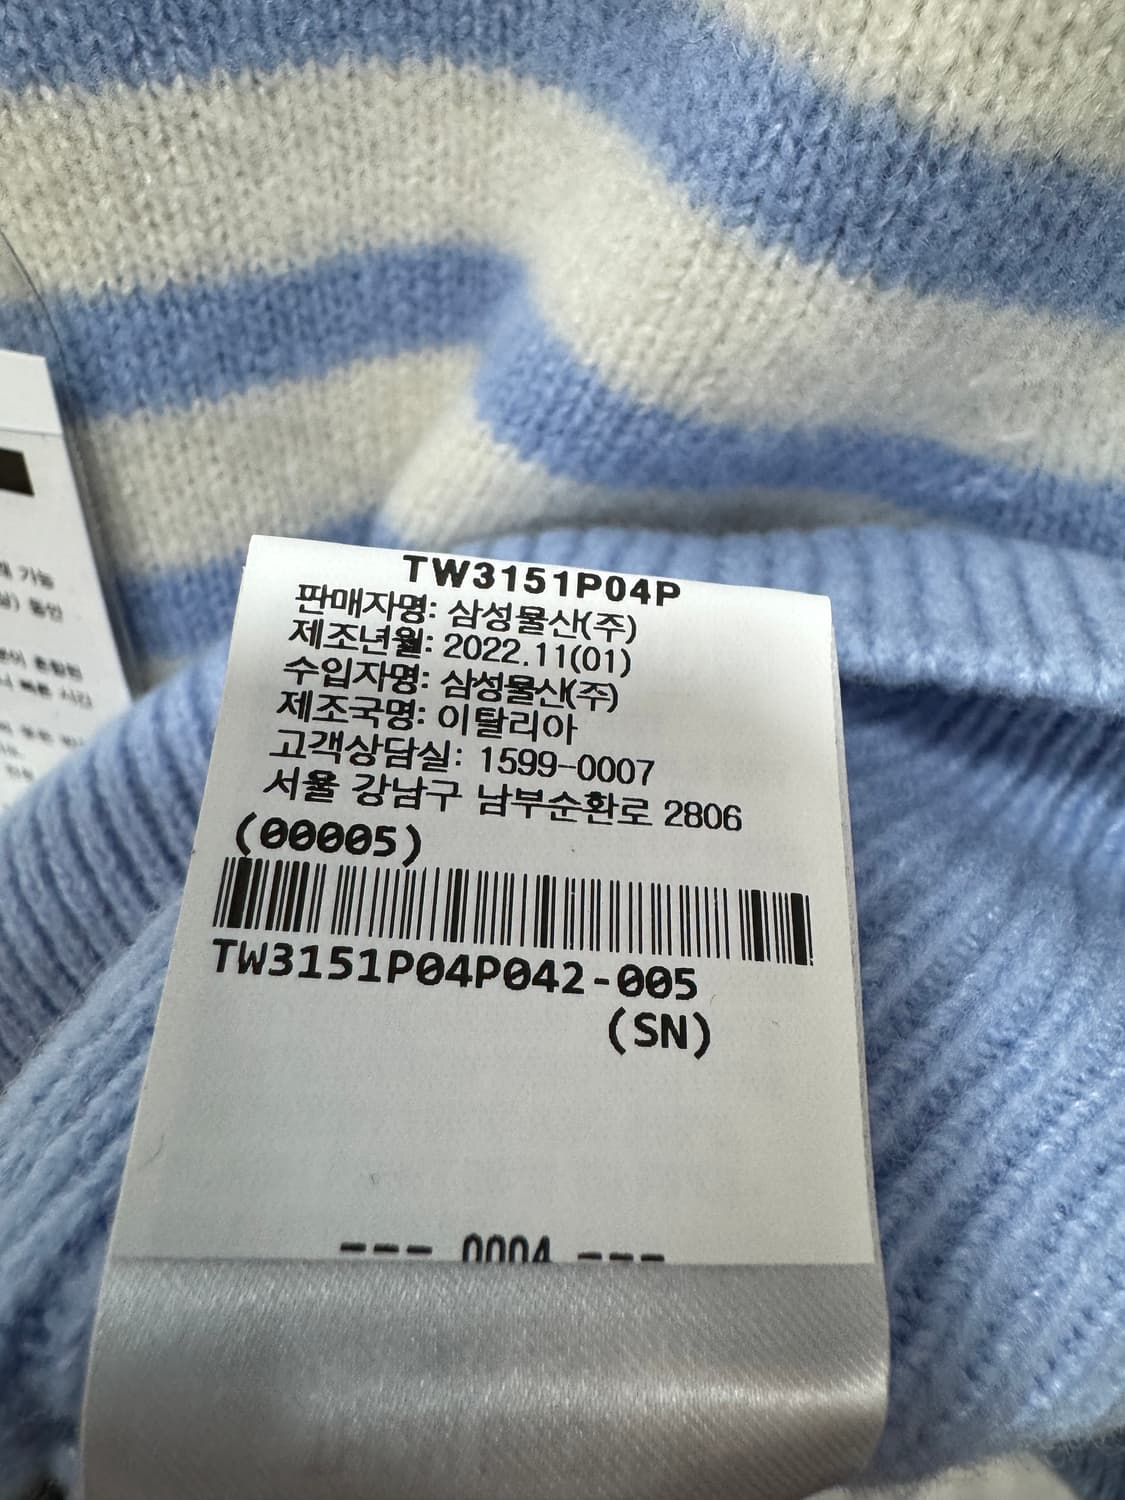 TW3151P04P
판매자명: 삼성물산(주)
제조년월: 2022.11(01)
수입자명: 삼성물산(주)
제조국명: 이탈리아
고객상담실: 1599-0007
서울 강남구 남부순환로 2806
(00005)
TW3151P04P042-005
(SN)
--- 0004 ---
가능